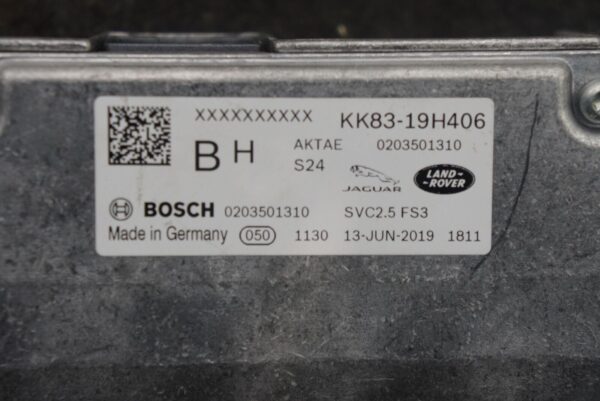 XXXXXXXXXX KK83-19H406
B H AKTAE 0203501310
S24
JAGUAR LAND-ROVER
BOSCH 0203501310 SVC2.5 FS3
Made in Germany 050 1130 13-JUN-2019 1811